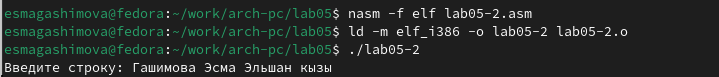 esmagashimova@fedora:~/work/arch-pc/lab05$ nasm -f elf lab05-2.asm
esmagashimova@fedora:~/work/arch-pc/lab05$ ld -m elf_i386 -o lab05-2 lab05-2.o
esmagashimova@fedora:~/work/arch-pc/lab05$ ./lab05-2
Введите строку: Гашимова Эсма Эльшан кызы